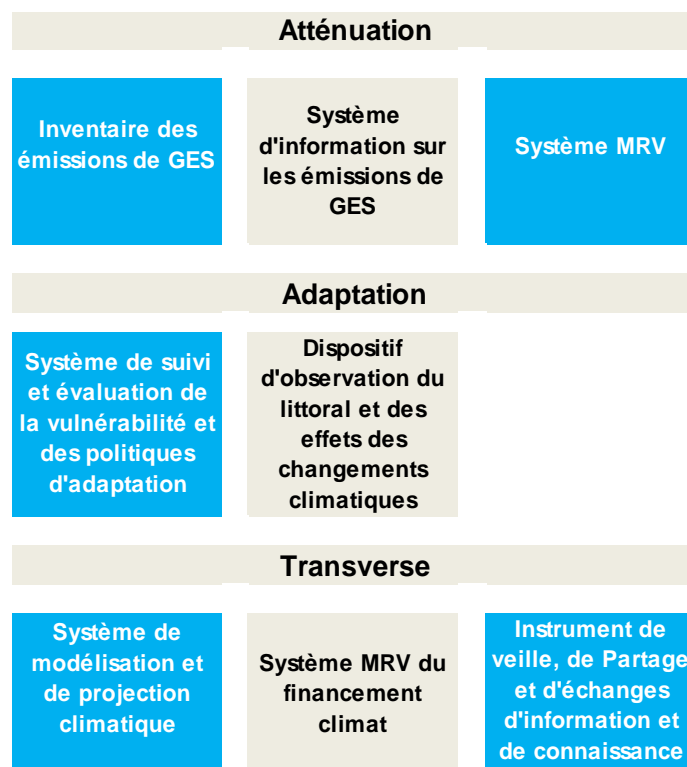 Atténuation
Inventaire des
émissions de GES
Système
d'information sur
les émissions de
GES
Système MRV
Adaptation
Système de suivi
et évaluation de
la vulnérabilité et
des politiques
d'adaptation
Dispositif
d'observation du
littoral et des
effets des
changements
climatiques
Transverse
Système de
modélisation et
de projection
climatique
Système MRV du
financement
climat
Instrument de
veille, de Partage
et d'échanges
d'information et
de connaissance